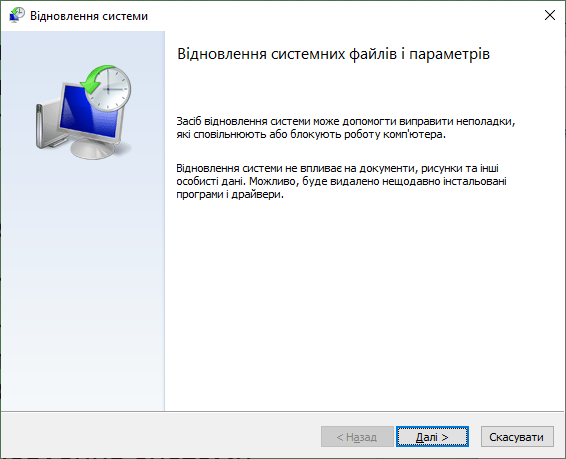 Відновлення системи
Відновлення системних файлів і параметрів
Засіб відновлення системи може допомогти виправити неполадки,
які сповільнюють або блокують роботу комп'ютера.
Відновлення системи не впливає на документи, рисунки та інші
особисті дані. Можливо, буде видалено нещодавно інстальовані
програми і драйвери.
< Назад
Далі >
Скасувати